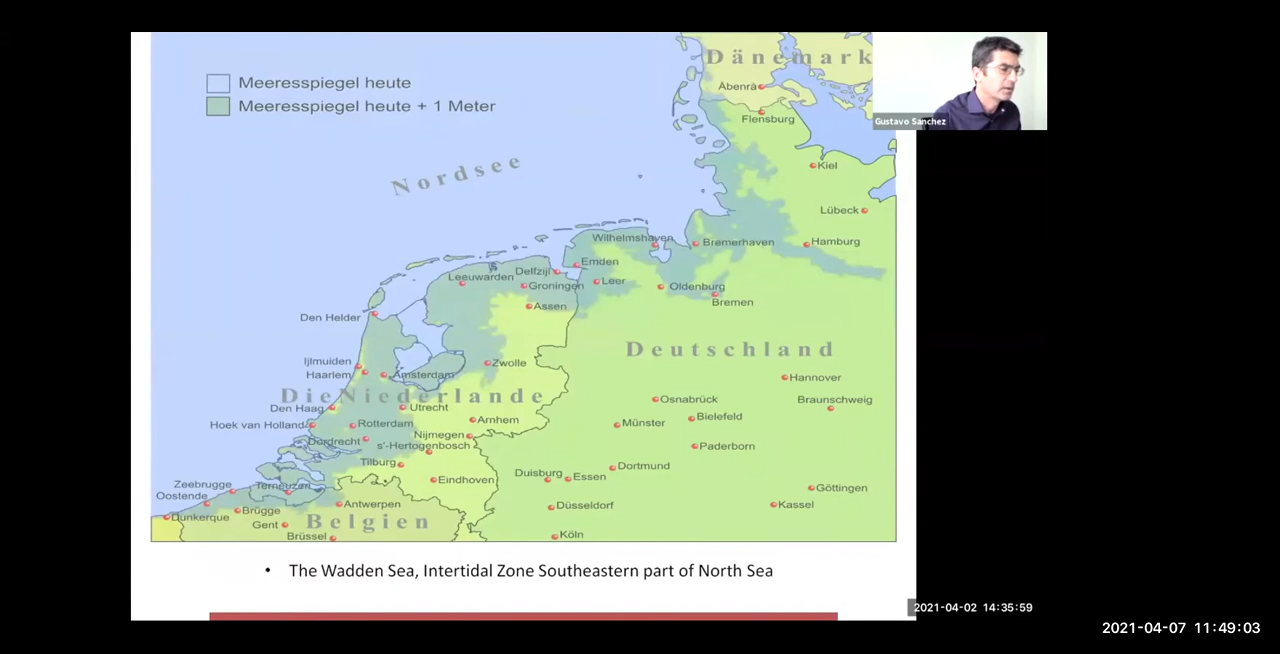 Dänemark
Meeresspiegel heute
Meeresspiegel heute + 1 Meter
Åbenrå
Flensburg
Gustavo Sanchez
Nordsee
Kiel
Lübeck
Wilhelmshaven
Bremerhaven
Hamburg
Emden
Delfzijl
Leeuwarden
Groningen
Leer
Oldenburg
Bremen
Assen
Den Helder
Deutschland
Ijlmuiden
Zwolle
Haarlem
Amsterdam
Hannover
Die Niederlande
Osnabrück
Braunschweig
Den Haag
Utrecht
Bielefeld
Hoek van Holland
Rotterdam
Arnhem
Münster
Dordrecht
Nijmegen
s'-Hertogenbosch
Paderborn
Tilburg
Dortmund
Duisburg
Essen
Eindhoven
Zeebrugge
Terneuzen
Göttingen
Oostende
Antwerpen
Düsseldorf
Kassel
Dunkerque
Brügge
Gent
Belgien
Brüssel
Köln
• The Wadden Sea, Intertidal Zone Southeastern part of North Sea
2021-04-02 14:35:59
2021-04-07 11:49:03